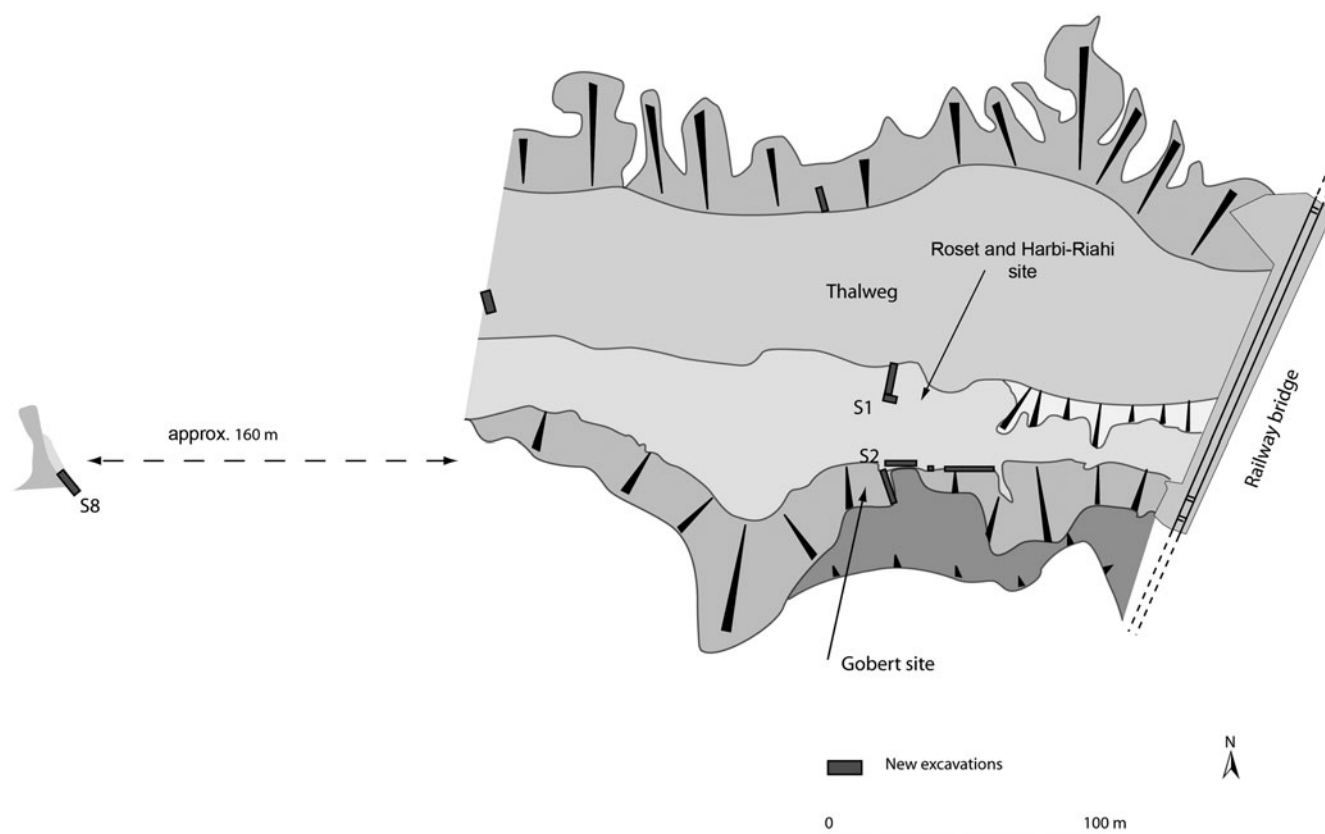 Roset and Harbi-Riahi
site
Thalweg
S1
approx. 160 m
S2
S8
Railway bridge
Gobert site
N
New excavations
0 100 m